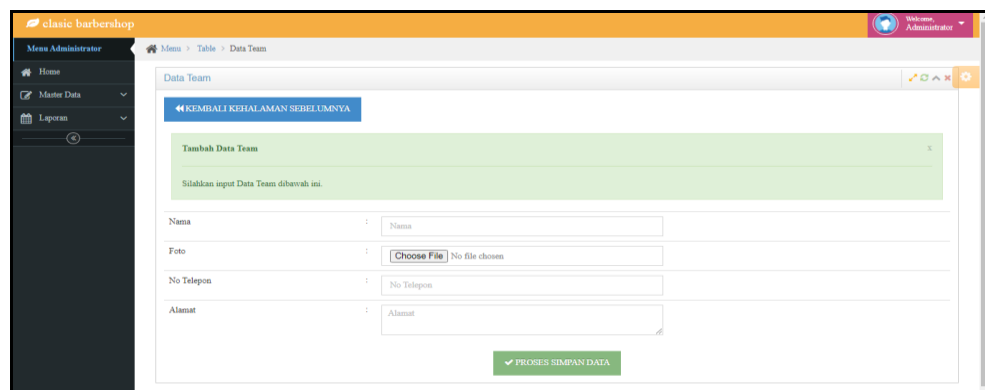 clasic barbershop
Welcome,
Administrator
Menu Administrator
Menu > Table > Data Team
Home
Master Data
Laporan
Data Team
KEMBALI KEHALAMAN SEBELUMNYA
Tambah Data Team
x
Silahkan input Data Team dibawah ini.
Nama : Nama
Foto : Choose File No file chosen
No Telepon : No Telepon
Alamat : Alamat
PROSES SIMPAN DATA